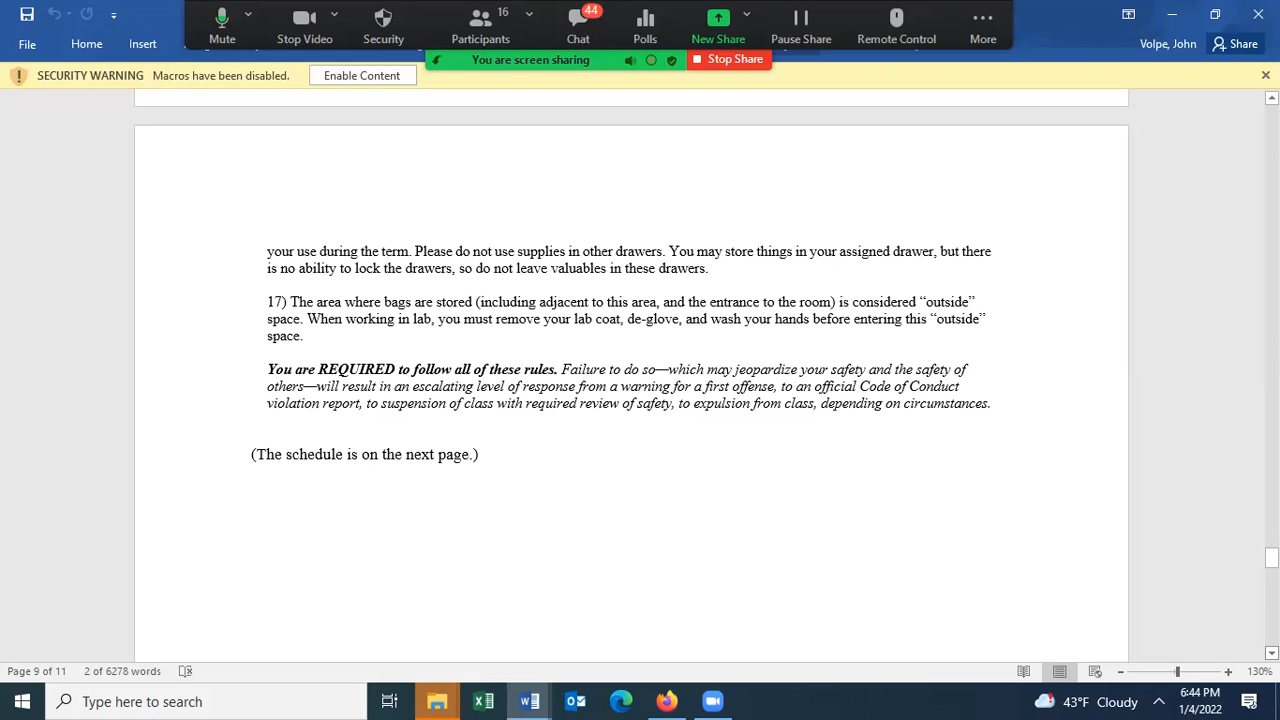 16
44
Mute
Stop Video
Security
Participants
Chat
Polls
New Share
Pause Share
Remote Control
More
File
Home
Insert
Volpe, John
Share
You are screen sharing
Stop Share
SECURITY WARNING Macros have been disabled.
Enable Content
your use during the term. Please do not use supplies in other drawers. You may store things in your assigned drawer, but there
is no ability to lock the drawers, so do not leave valuables in these drawers.
17) The area where bags are stored (including adjacent to this area, and the entrance to the room) is considered “outside”
space. When working in lab, you must remove your lab coat, de-glove, and wash your hands before entering this “outside”
space.
You are REQUIRED to follow all of these rules. Failure to do so—which may jeopardize your safety and the safety of
others—will result in an escalating level of response from a warning for a first offense, to an official Code of Conduct
violation report, to suspension of class with required review of safety, to expulsion from class, depending on circumstances.
(The schedule is on the next page.)
Page 9 of 11
2 of 6278 words
130%
Type here to search
43°F Cloudy
6:44 PM
1/4/2022